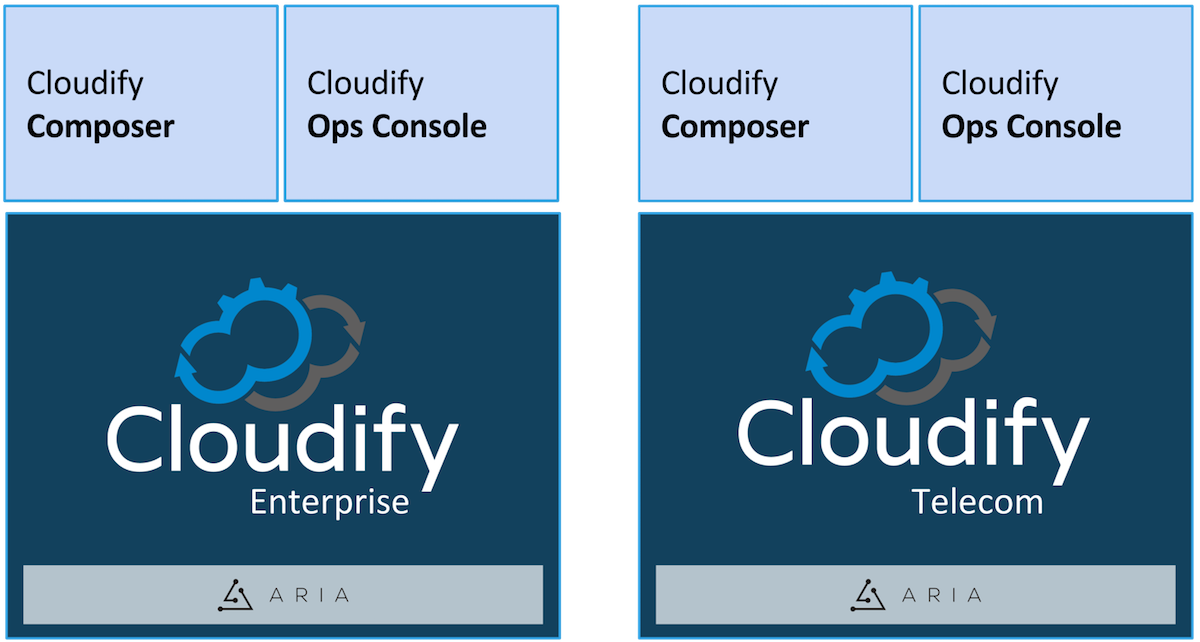 Cloudify
Composer
Cloudify
Ops Console
Cloudify
Enterprise
ARIA
Cloudify
Composer
Cloudify
Ops Console
Cloudify
Telecom
ARIA